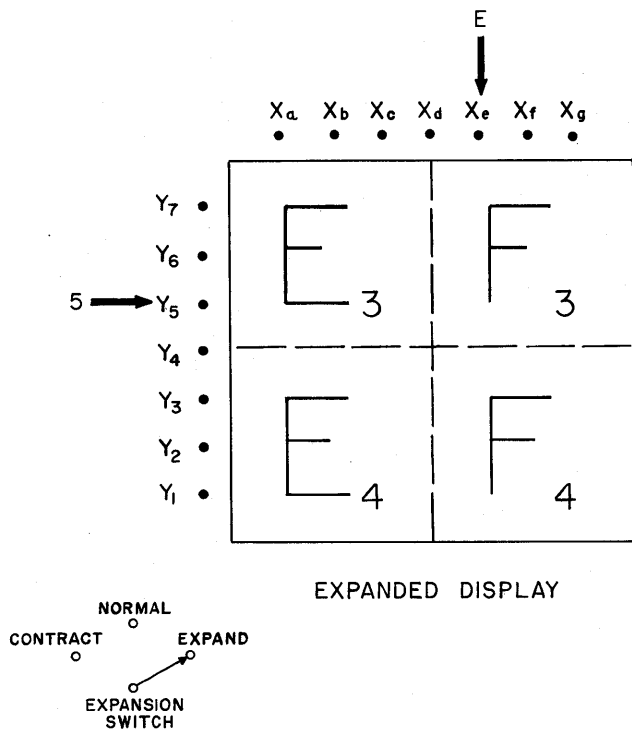 E
Xa Xb Xc Xd Xe Xf Xg
Y7
Y6
5 Y5
Y4
Y3
Y2
Y1
E3 F3
E4 F4
EXPANDED DISPLAY
NORMAL
CONTRACT EXPAND
EXPANSION
SWITCH